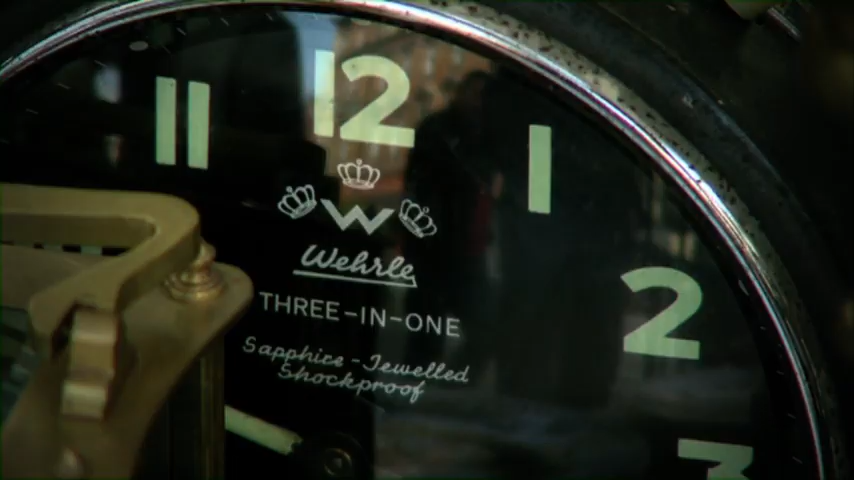 12
11
1
W
Wehrle
THREE-IN-ONE
2
Sapphire-Jewelled
Shockproof
3